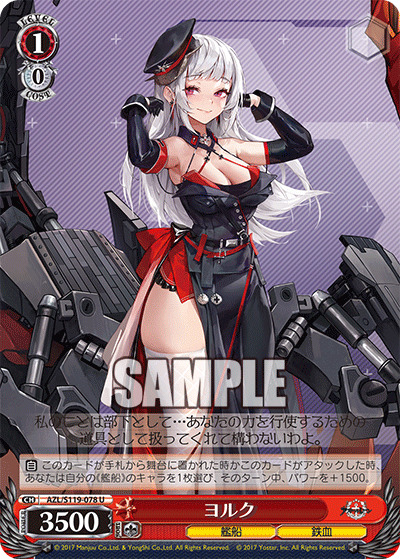 LEVEL
1
0
COST
SAMPLE
私のことは部下として…あなたの力を行使するための
道具として扱ってくれて構わないわよ。
このカードが手札から舞台に置かれた時かこのカードがアタックした時、
あなたは自分の《艦船》のキャラを1枚選び、そのターン中、パワーを+1500。
CH AZL/S119-078 U
ヨルク
3500
艦船 鉄血
© 2017 Manjuu Co.,Ltd. & YongShi Co.,Ltd. All Rights Reserved. © 2017 Yostar, Inc. All Rights Reserved.